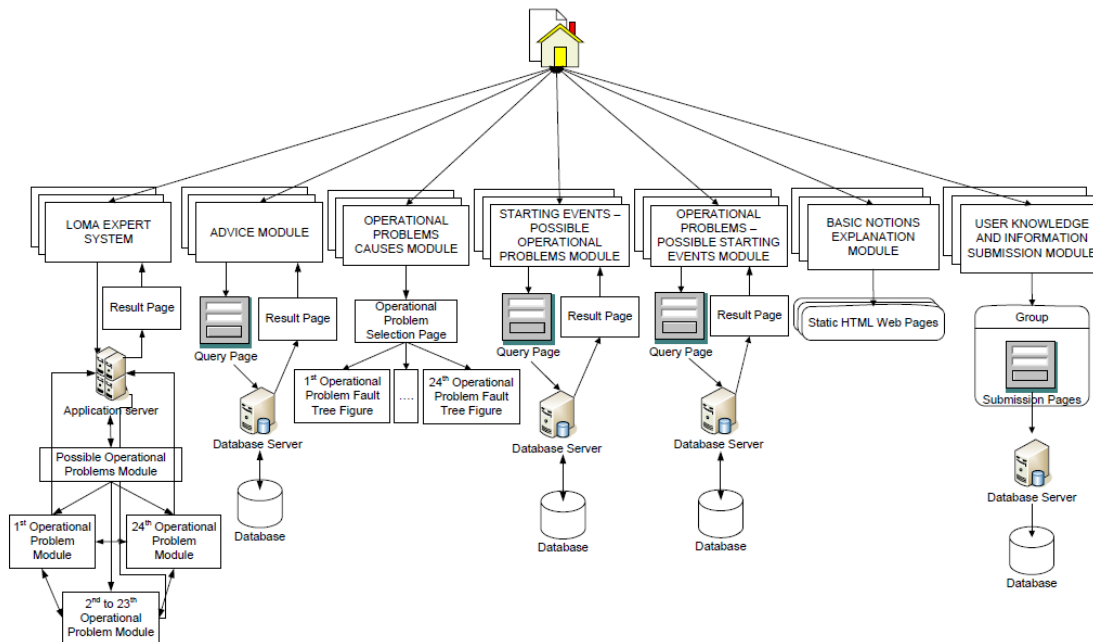 LOMA EXPERT
SYSTEM
ADVICE MODULE
OPERATIONAL
PROBLEMS
CAUSES MODULE
STARTING EVENTS –
POSSIBLE
OPERATIONAL
PROBLEMS MODULE
OPERATIONAL
PROBLEMS –
POSSIBLE STARTING
EVENTS MODULE
BASIC NOTIONS
EXPLANATION
MODULE
USER KNOWLEDGE
AND INFORMATION
SUBMISSION MODULE
Result Page
Application server
Possible Operational
Problems Module
1st Operational
Problem
Module
24th Operational
Problem
Module
2nd to 23th
Operational
Problem Module
Query Page
Result Page
Database Server
Database
Operational
Problem
Selection Page
1st Operational
Problem Fault
Tree Figure
....
24th Operational
Problem Fault
Tree Figure
Query Page
Result Page
Database Server
Database
Query Page
Result Page
Database Server
Database
Static HTML Web Pages
Group
Submission Pages
Database Server
Database